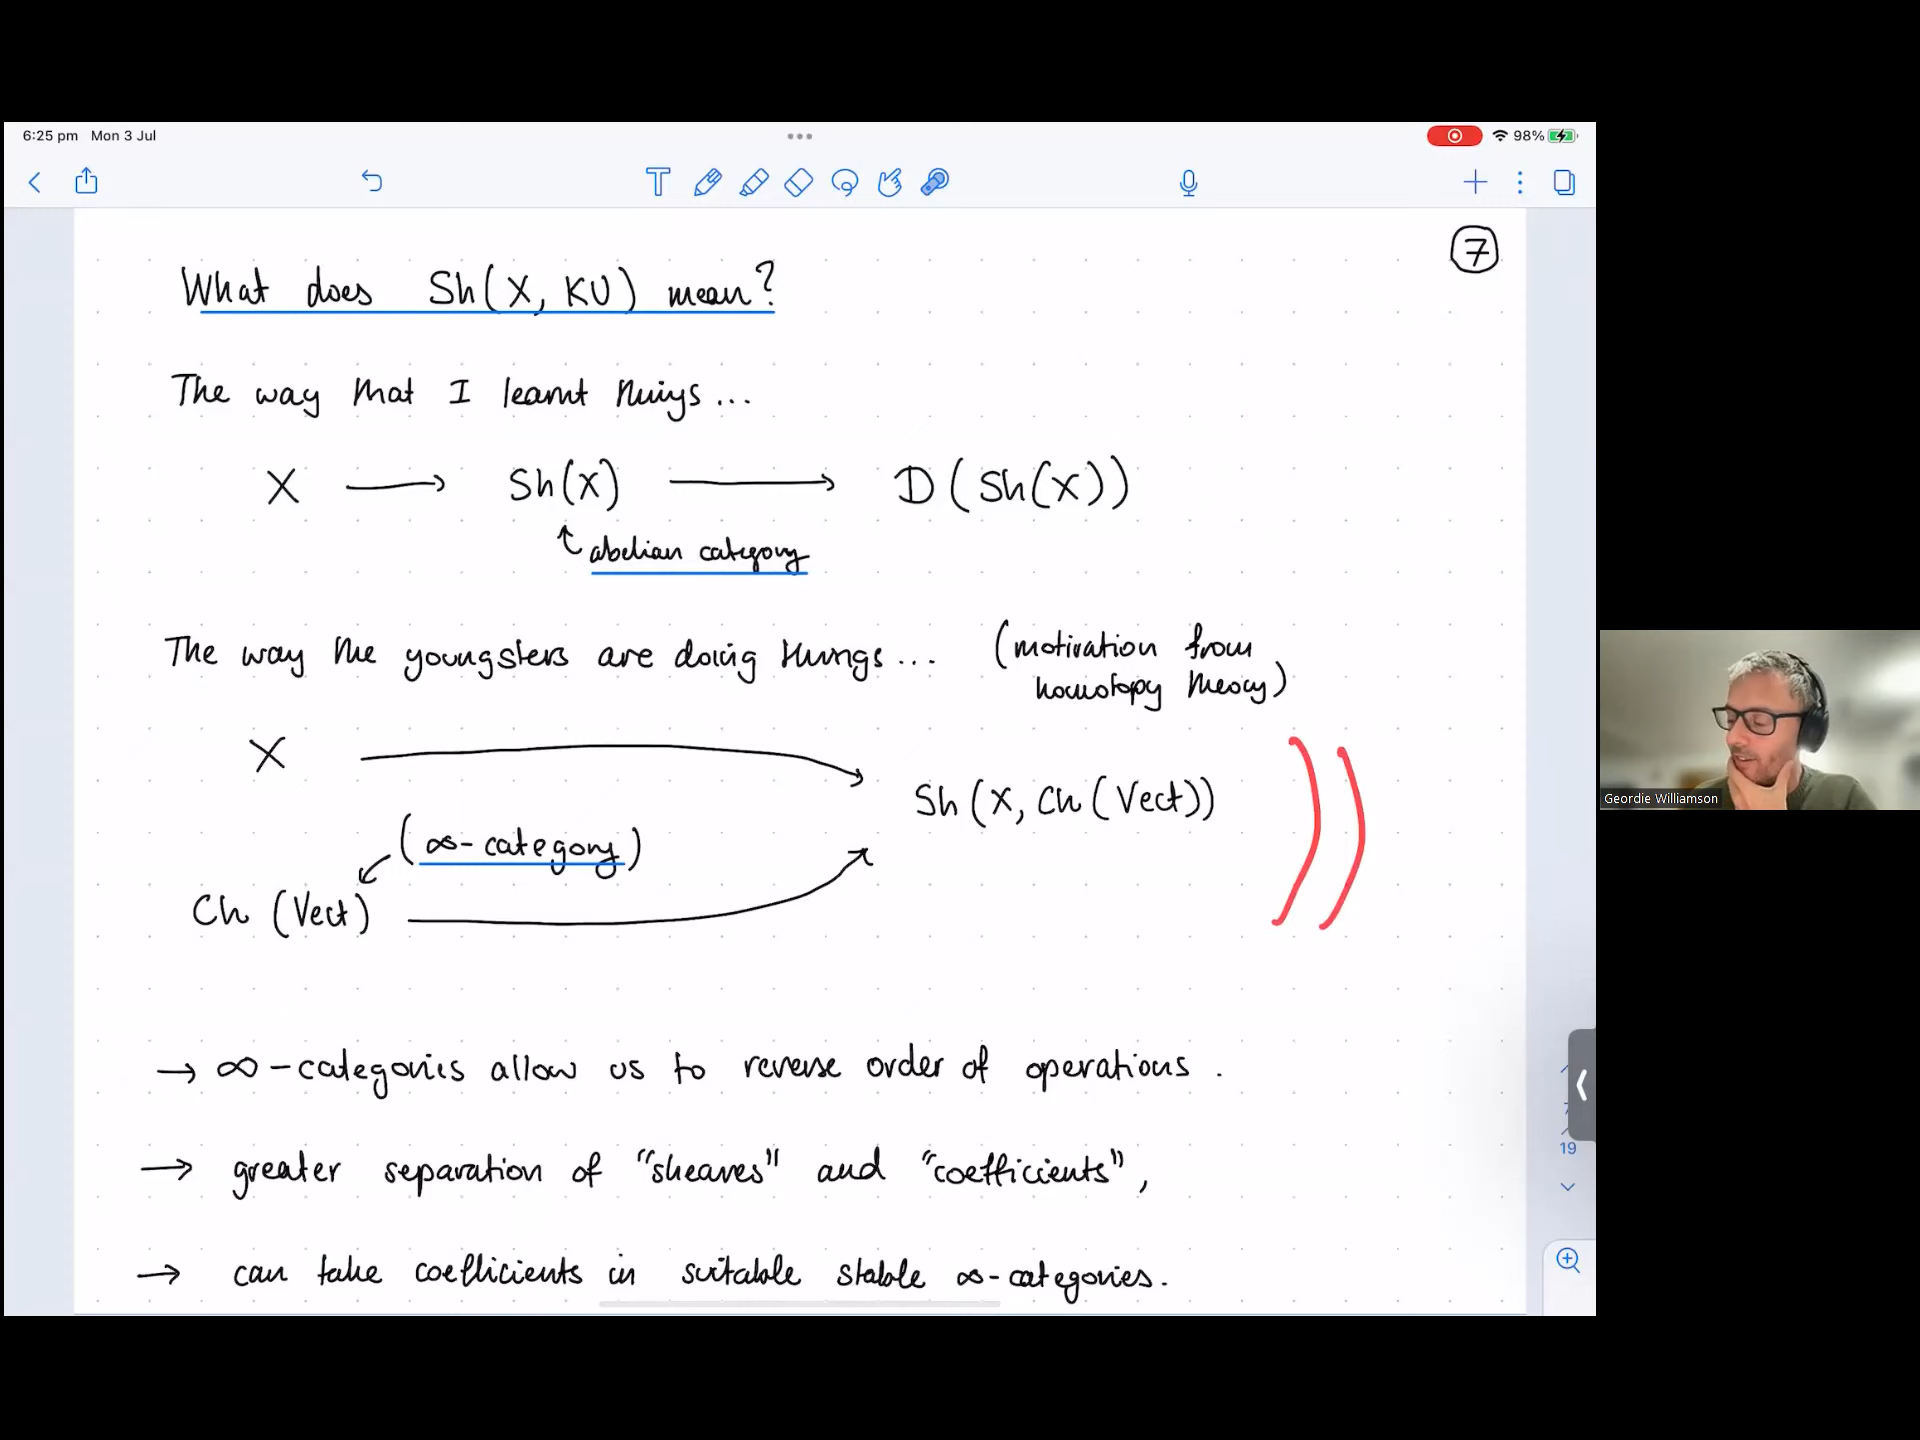 6:25 pm Mon 3 Jul
98%
7
What does Sh(X, KU) mean?
The way that I learnt things...
X → Sh(X) → D(Sh(X))
abelian category
The way the youngsters are doing things... (motivation from
homotopy theory)
X
Sh(X, Ch(Vect))
(∞-category)
Ch(Vect)
→ ∞-categories allow us to reverse order of operations.
→ greater separation of "sheaves" and "coefficients",
→ can take coefficients in suitable stable ∞-categories.
19
Geordie Williamson